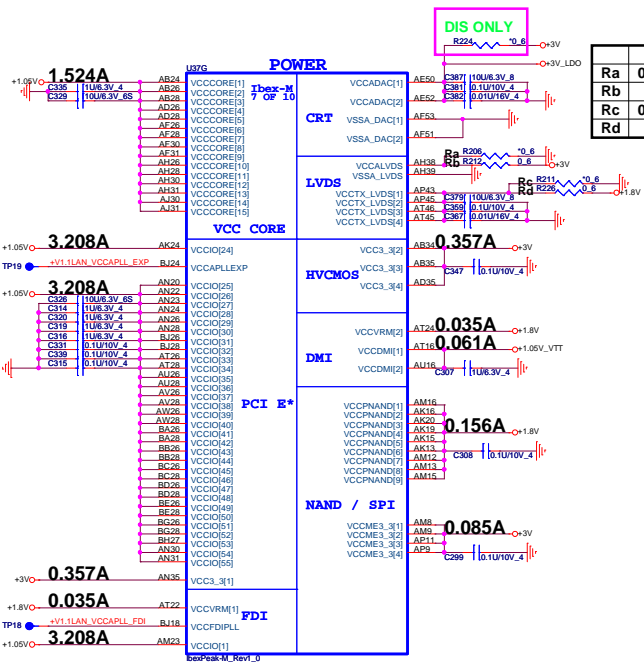 DIS ONLY
R224 *0_6
+3V
+3V_LDO
U37G
POWER
Ibex-M
7 OF 10
+1.05V 1.524A
C335 1U/6.3V_4
C329 10U/6.3V_6S
AB24 VCCCORE[1]
AB26 VCCCORE[2]
AB28 VCCCORE[3]
AD26 VCCCORE[4]
AD28 VCCCORE[5]
AF26 VCCCORE[6]
AF28 VCCCORE[7]
AF30 VCCCORE[8]
AF31 VCCCORE[9]
AH26 VCCCORE[10]
AH28 VCCCORE[11]
AH30 VCCCORE[12]
AH31 VCCCORE[13]
AJ30 VCCCORE[14]
AJ31 VCCCORE[15]
VCC CORE
CRT
VCCADAC[1] AE50
VCCADAC[2] AE52
VSSA_DAC[1] AF53
VSSA_DAC[2] AF51
C387 10U/6.3V_8
C381 0.1U/10V_4
C382 0.01U/16V_4
Ra 0
Rb
Rc 0
Rd
LVDS
VCCALVDS AH38
VSSA_LVDS AH39
Ra R206 *0_6
Rb R212 0_6
+3V
VCCTX_LVDS[1] AP43
VCCTX_LVDS[2] AP45
VCCTX_LVDS[3] AT46
VCCTX_LVDS[4] AT45
Rc R211 *0_6
Rd R226 0_6
+1.8V
C379 10U/6.3V_8
C359 0.1U/10V_4
C367 0.01U/16V_4
+1.05V 3.208A
AK24 VCCIO[24]
TP19 +V1.1LAN_VCCAPLL_EXP
BJ24 VCCAPLLEXP
HVCMOS
VCC3_3[2] AB34
VCC3_3[3] AB35
VCC3_3[4] AD35
0.357A
+3V
C347 0.1U/10V_4
+1.05V 3.208A
C326 10U/6.3V_6S
C314 1U/6.3V_4
C320 1U/6.3V_4
C319 1U/6.3V_4
C316 1U/6.3V_4
C331 0.1U/10V_4
C339 0.1U/10V_4
C315 0.1U/10V_4
AN20 VCCIO[25]
AN22 VCCIO[26]
AN23 VCCIO[27]
AN24 VCCIO[28]
AN26 VCCIO[29]
AN28 VCCIO[30]
BJ26 VCCIO[31]
BJ28 VCCIO[32]
AT26 VCCIO[33]
AT28 VCCIO[34]
AU26 VCCIO[35]
AU28 VCCIO[36]
AV26 VCCIO[37]
AV28 VCCIO[38]
AW26 VCCIO[39]
AW28 VCCIO[40]
BA26 VCCIO[41]
BA28 VCCIO[42]
BB26 VCCIO[43]
BB28 VCCIO[44]
BC26 VCCIO[45]
BC28 VCCIO[46]
BD26 VCCIO[47]
BD28 VCCIO[48]
BE26 VCCIO[49]
BE28 VCCIO[50]
BG26 VCCIO[51]
BG28 VCCIO[52]
BH27 VCCIO[53]
AN30 VCCIO[54]
AN31 VCCIO[55]
PCI E*
DMI
VCCVRM[2] AT24
0.035A
+1.8V
VCCDMI[1] AT16
0.061A
+1.05V_VTT
VCCDMI[2] AU16
C307 1U/6.3V_4
VCCPNAND[1] AM16
VCCPNAND[2] AK16
VCCPNAND[3] AK20
VCCPNAND[4] AK19
VCCPNAND[5] AK15
VCCPNAND[6] AK13
VCCPNAND[7] AM12
VCCPNAND[8] AM13
VCCPNAND[9] AM15
0.156A
+1.8V
C308 0.1U/10V_4
NAND / SPI
VCCME3_3[1] AM8
VCCME3_3[2] AM9
VCCME3_3[3] AP11
VCCME3_3[4] AP9
0.085A
+3V
C299 0.1U/10V_4
+3V 0.357A
AN35 VCC3_3[1]
+1.8V 0.035A
AT22 VCCVRM[1]
FDI
TP18 +V1.1LAN_VCCAPLL_FDI
BJ18 VCCFDIPLL
+1.05V 3.208A
AM23 VCCIO[1]
IbexPeak-M_Rev1_0